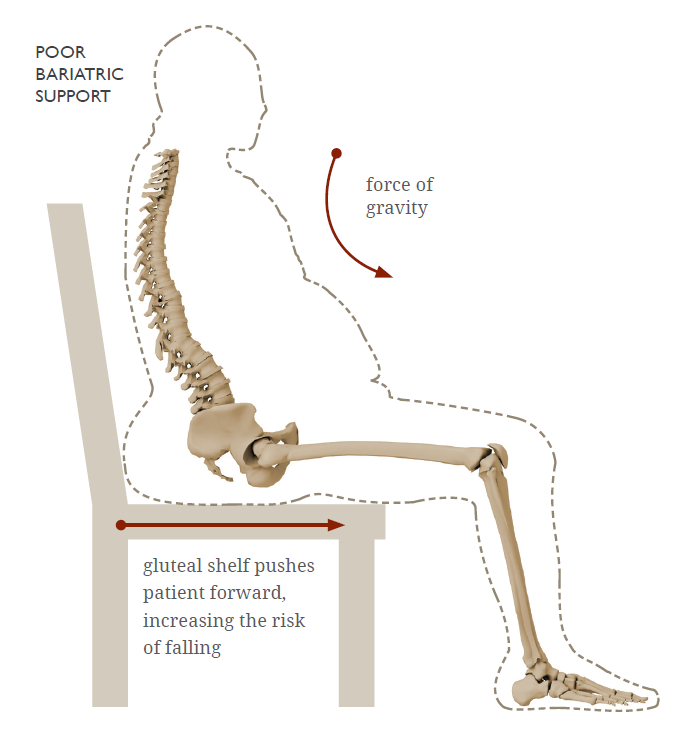 POOR
BARIATRIC
SUPPORT
force of
gravity
gluteal shelf pushes
patient forward,
increasing the risk
of falling